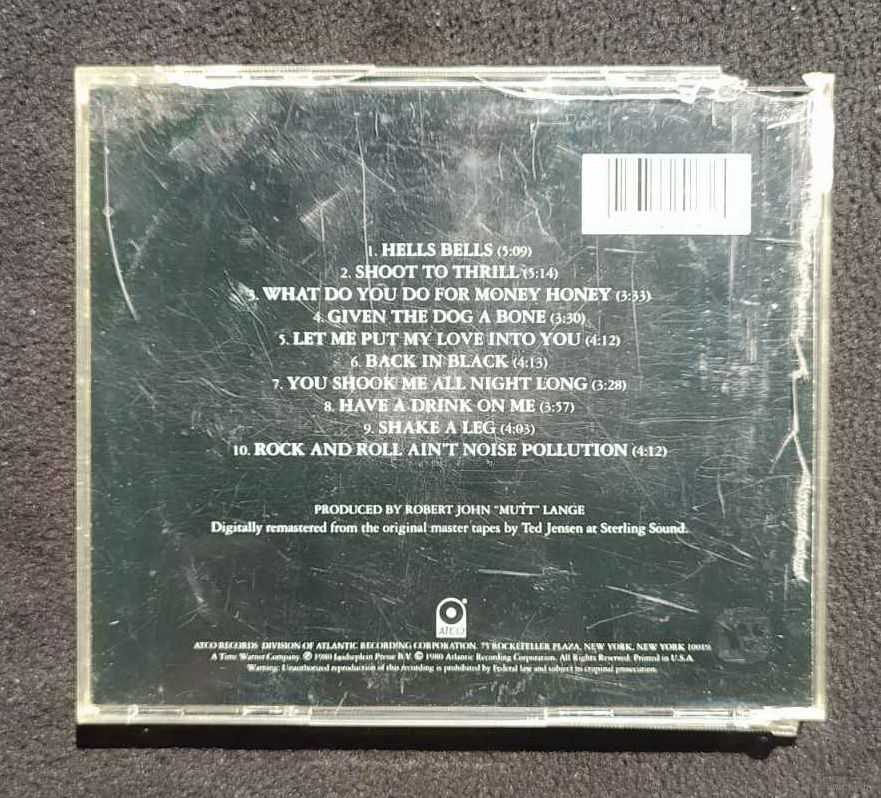 1. HELLS BELLS (5:09)
2. SHOOT TO THRILL (5:14)
3. WHAT DO YOU DO FOR MONEY HONEY (3:33)
4. GIVEN THE DOG A BONE (3:30)
5. LET ME PUT MY LOVE INTO YOU (4:12)
6. BACK IN BLACK (4:13)
7. YOU SHOOK ME ALL NIGHT LONG (3:28)
8. HAVE A DRINK ON ME (3:57)
9. SHAKE A LEG (4:03)
10. ROCK AND ROLL AIN'T NOISE POLLUTION (4:12)
PRODUCED BY ROBERT JOHN "MUTT" LANGE
Digitally remastered from the original master tapes by Ted Jensen at Sterling Sound.
ATCO
ATCO RECORDS DIVISION OF ATLANTIC RECORDING CORPORATION, 75 ROCKEFELLER PLAZA, NEW YORK, NEW YORK 10019
A Time Warner Company. ℗ 1980 Leidseplein Presse B.V. © 1980 Atlantic Recording Corporation. All Rights Reserved. Printed in U.S.A.
Warning: Unauthorized reproduction of this recording is prohibited by Federal law and subject to criminal prosecution.